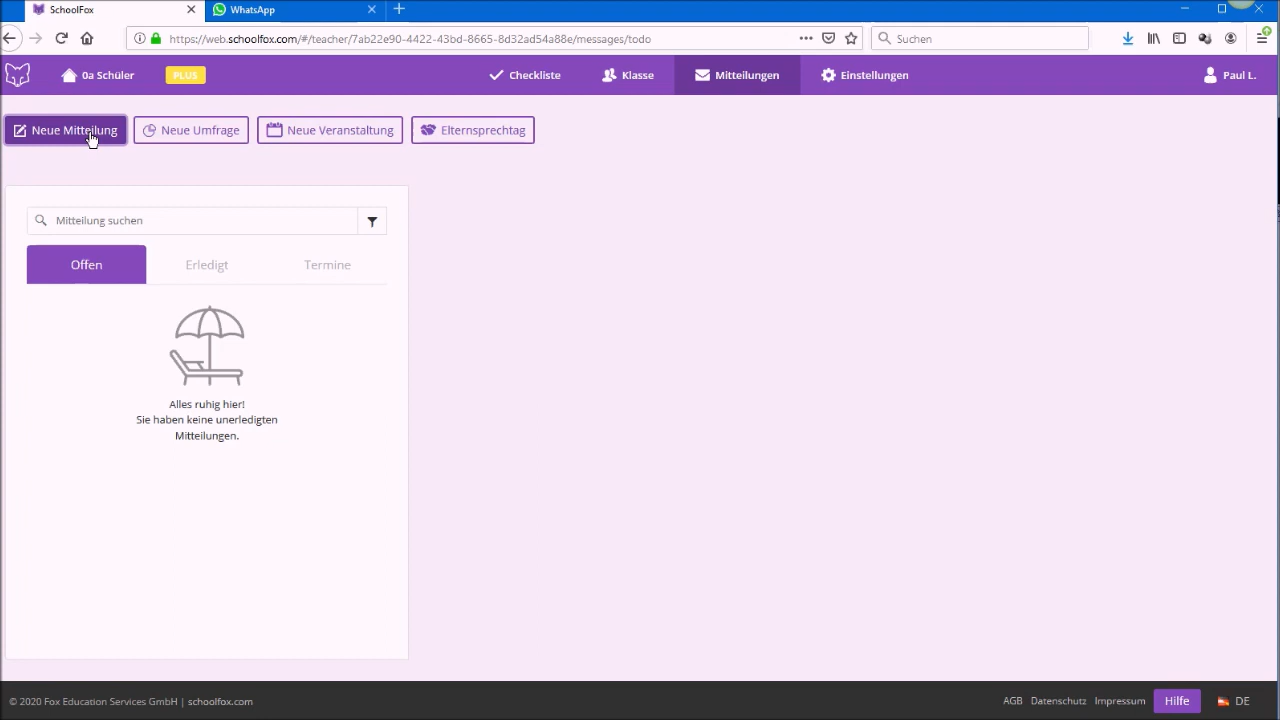 SchoolFox
WhatsApp
https://web.schoolfox.com/#/teacher/7ab22e90-4422-43bd-8665-8d32ad54a88e/messages/todo
Suchen
0a Schüler
PLUS
Checkliste
Klasse
Mitteilungen
Einstellungen
Paul L.
Neue Mitteilung
Neue Umfrage
Neue Veranstaltung
Elternsprechtag
Mitteilung suchen
Offen
Erledigt
Termine
Alles ruhig hier!
Sie haben keine unerledigten
Mitteilungen.
© 2020 Fox Education Services GmbH | schoolfox.com
AGB
Datenschutz
Impressum
Hilfe
DE